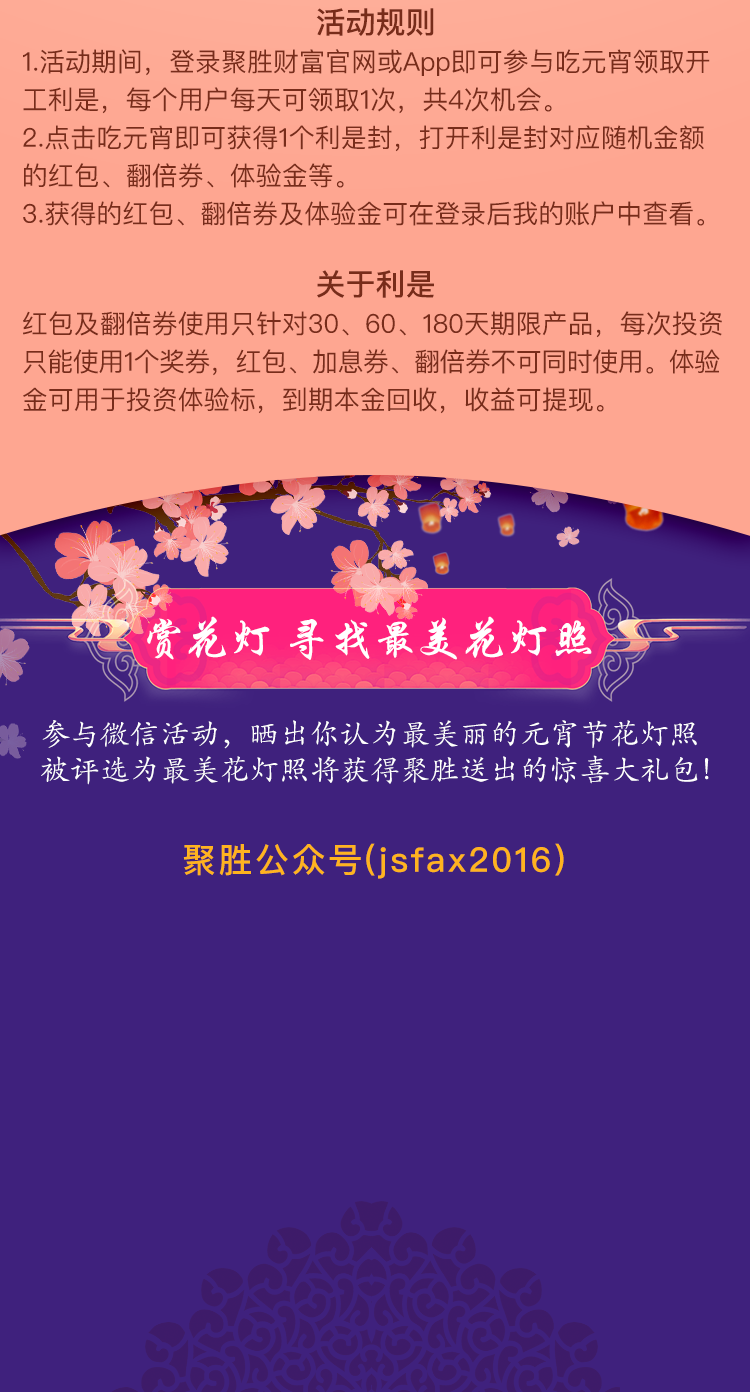 活动规则
1.活动期间，登录聚胜财富官网或App即可参与吃元宵领取开
工利是，每个用户每天可领取1次，共4次机会。
2.点击吃元宵即可获得1个利是封，打开利是封对应随机金额
的红包、翻倍券、体验金等。
3.获得的红包、翻倍券及体验金可在登录后我的账户中查看。
关于利是
红包及翻倍券使用只针对30、60、180天期限产品，每次投资
只能使用1个奖券，红包、加息券、翻倍券不可同时使用。体验
金可用于投资体验标，到期本金回收，收益可提现。
赏花灯 寻找最美花灯照
参与微信活动，晒出你认为最美丽的元宵节花灯照
被评选为最美花灯照将获得聚胜送出的惊喜大礼包!
聚胜公众号(jsfax2016)